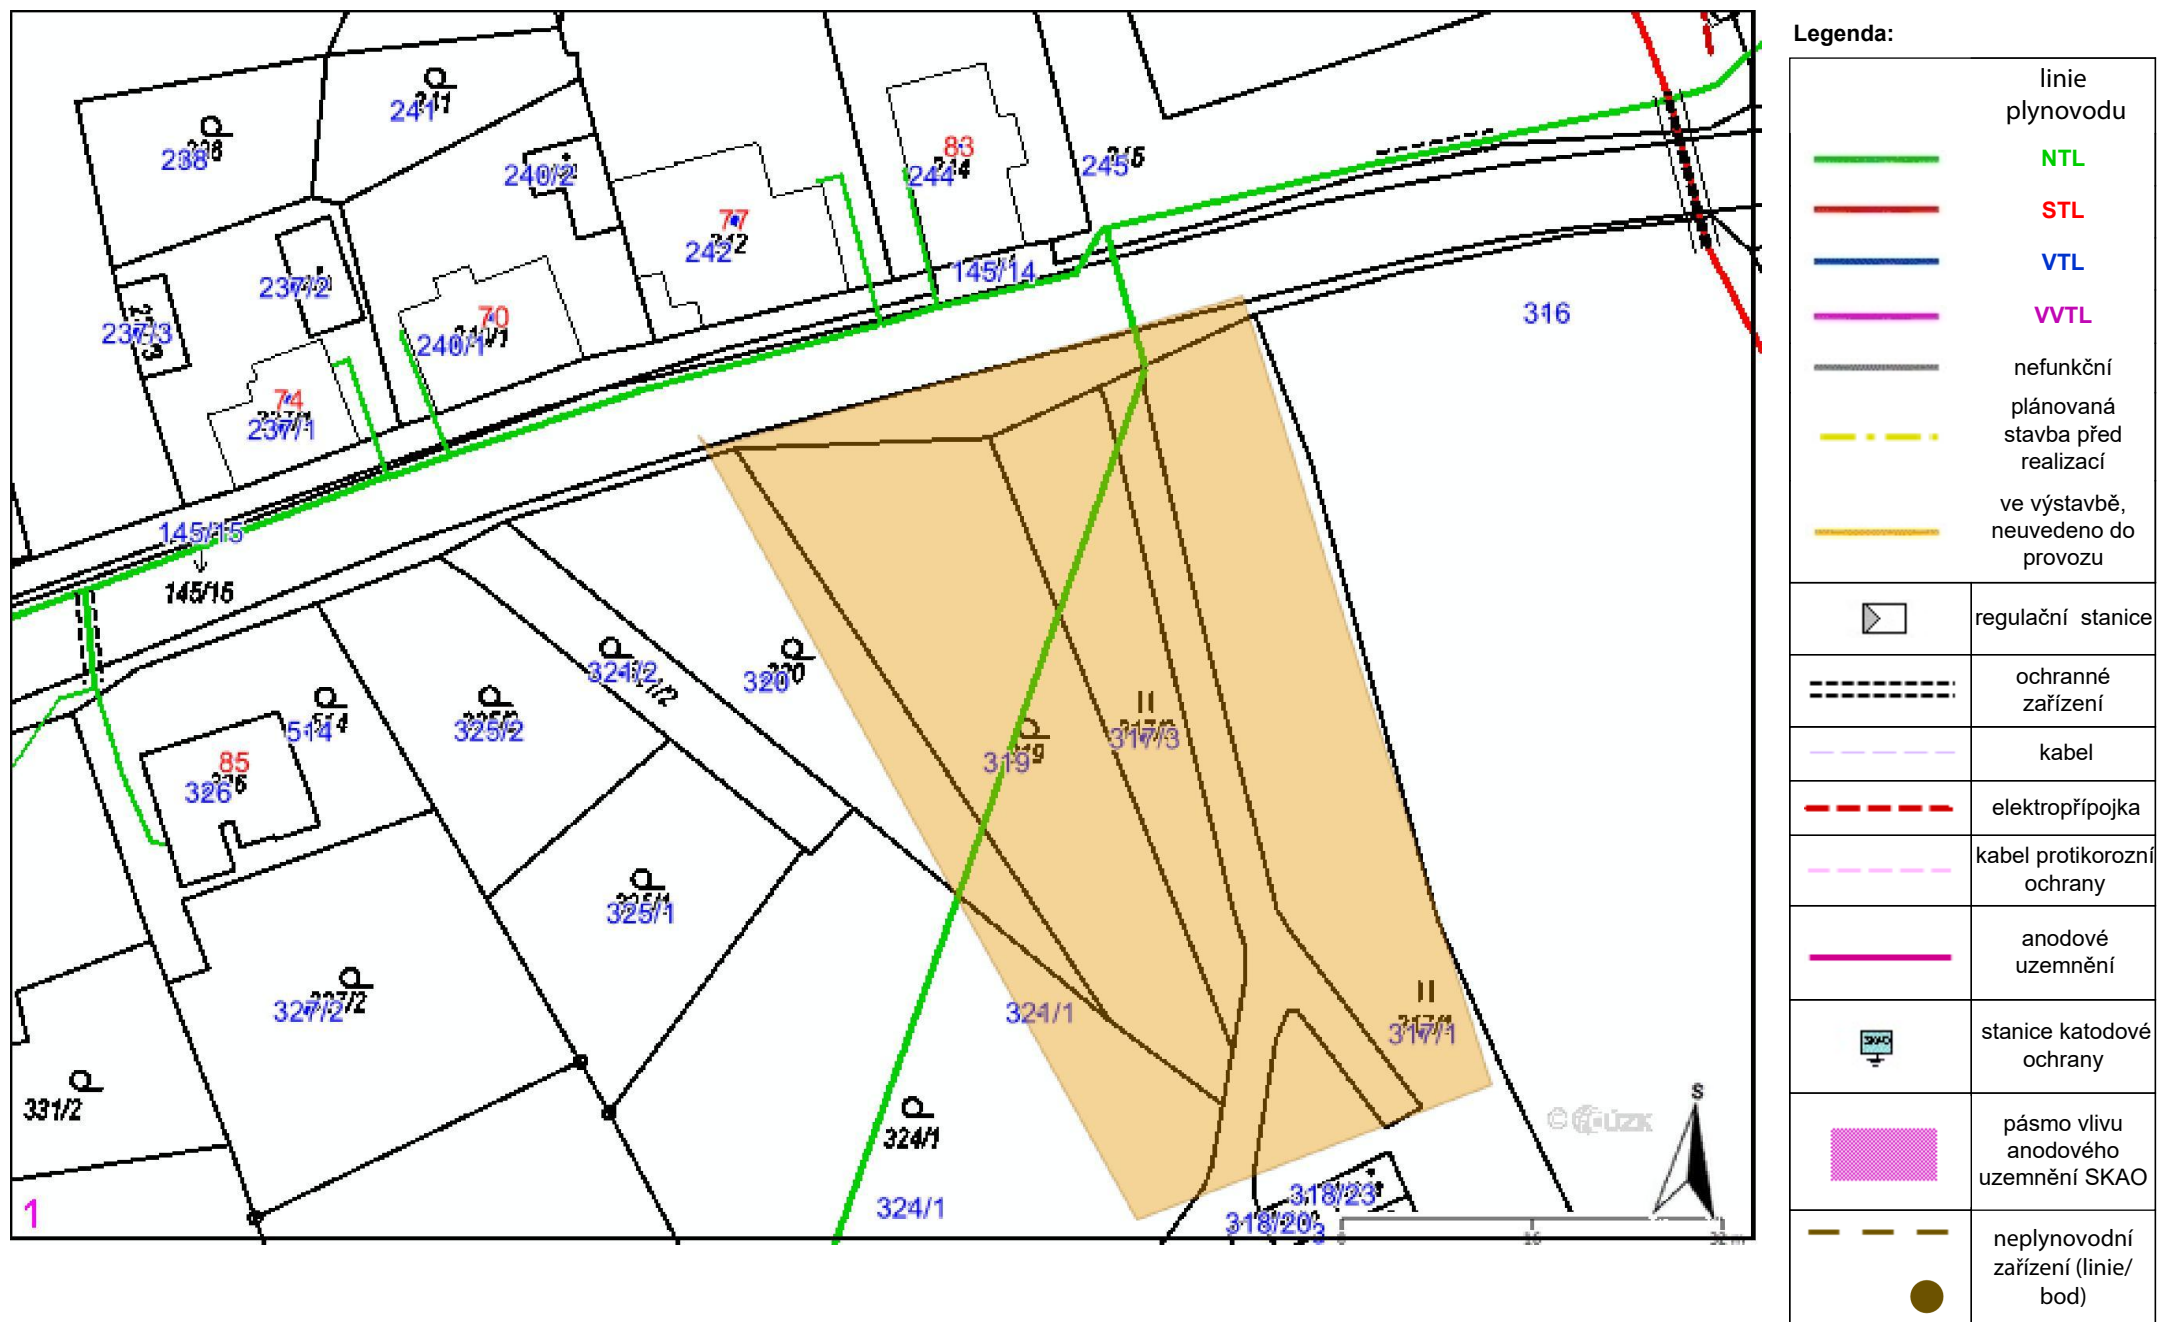 241
238
240/2
83
244
245
77
242
145/14
237/2
237/3
70
240/1
74
237/1
316
145/15
145/15
324/2
320
325/2
514
85
326
319
317/3
325/1
327/2
321/1
317/1
331/2
324/1
324/1
318/23
318/20
1
S
16
32 m
Legenda:
linie
plynovodu
NTL
STL
VTL
VVTL
nefunkční
plánovaná
stavba před
realizací
ve výstavbě,
neuvedeno do
provozu
regulační stanice
ochranné
zařízení
kabel
elektropřípojka
kabel protikorozní
ochrany
anodové
uzemnění
stanice katodové
ochrany
pásmo vlivu
anodového
uzemnění SKAO
neplynovodní
zařízení (linie/
bod)